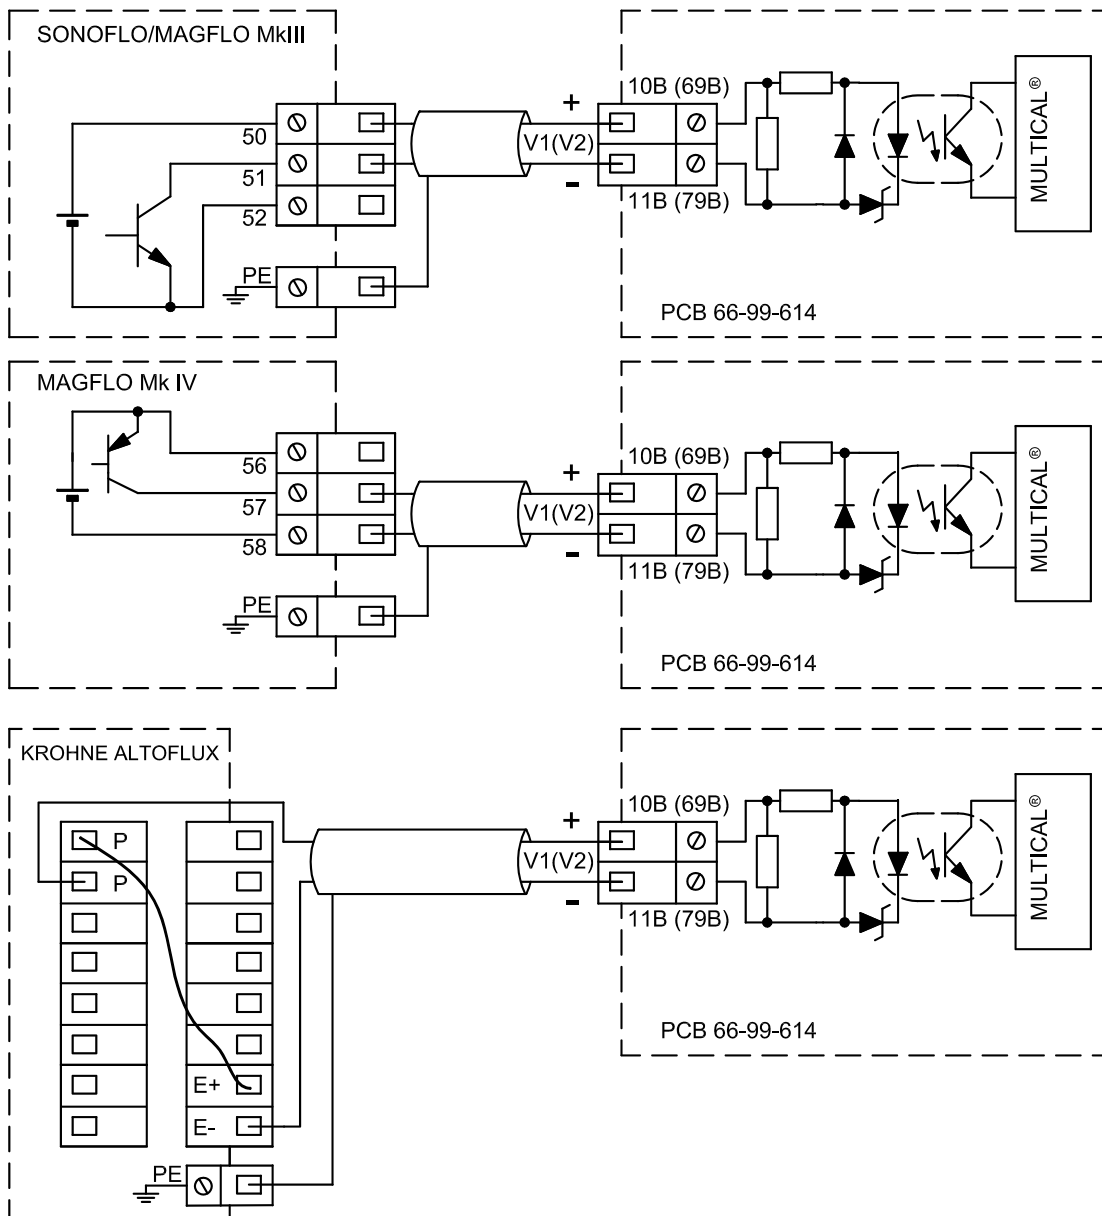 SONOFLO/MAGFLO MkIII
50
51
52
PE
+
V1(V2)
-
10B (69B)
11B (79B)
MULTICAL®
PCB 66-99-614
MAGFLO Mk IV
56
57
58
PE
+
V1(V2)
-
10B (69B)
11B (79B)
MULTICAL®
PCB 66-99-614
KROHNE ALTOFLUX
P
P
E+
E-
PE
+
V1(V2)
-
10B (69B)
11B (79B)
MULTICAL®
PCB 66-99-614